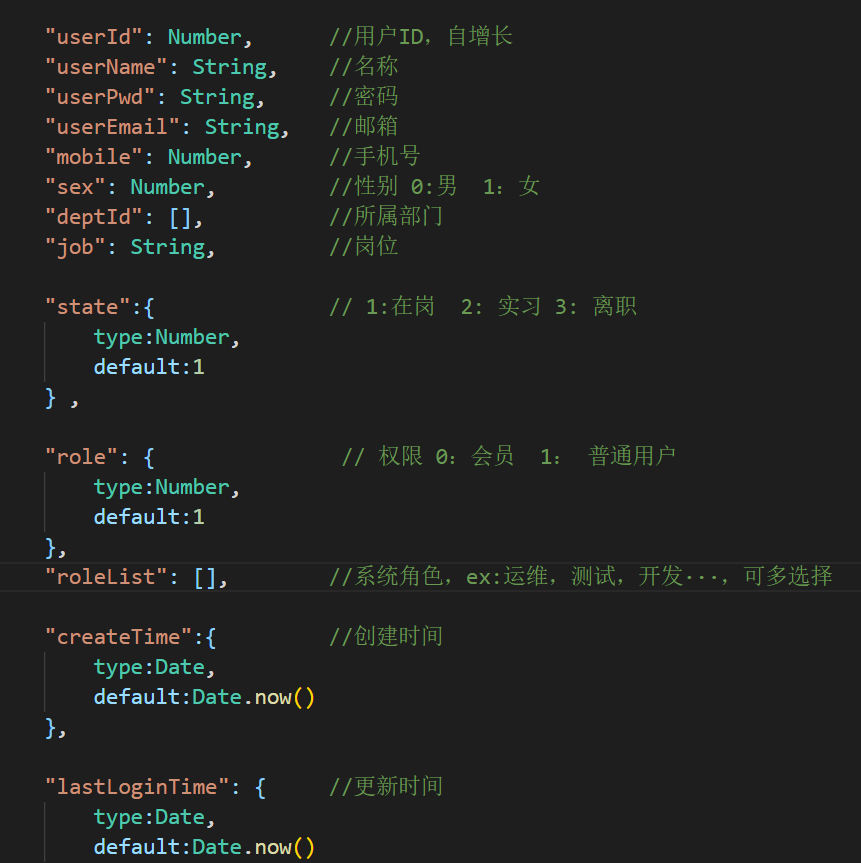 "userId": Number,      //用户ID，自增长
"userName": String,    //名称
"userPwd": String,     //密码
"userEmail": String,   //邮箱
"mobile": Number,      //手机号
"sex": Number,         //性别 0:男  1：女
"deptId": [],          //所属部门
"job": String,         //岗位
"state":{              // 1:在岗  2: 实习 3: 离职
    type:Number,
    default:1
} ,
"role": {               // 权限 0：会员  1： 普通用户
    type:Number,
    default:1
},
"roleList": [],        //系统角色，ex:运维，测试，开发···，可多选择
"createTime":{         //创建时间
    type:Date,
    default:Date.now()
},
"lastLoginTime": {     //更新时间
    type:Date,
    default:Date.now()